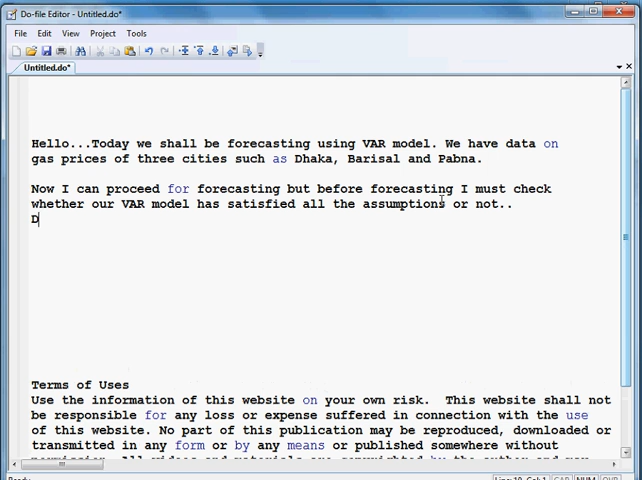 Do-file Editor - Untitled.do*
File Edit View Project Tools
Untitled.do*
Hello...Today we shall be forecasting using VAR model. We have data on
gas prices of three cities such as Dhaka, Barisal and Pabna.
Now I can proceed for forecasting but before forecasting I must check
whether our VAR model has satisfied all the assumptions or not..
D
Terms of Uses
Use the information of this website on your own risk. This website shall not
be responsible for any loss or expense suffered in connection with the use
of this website. No part of this publication may be reproduced, downloaded or
transmitted in any form or by any means or published somewhere without